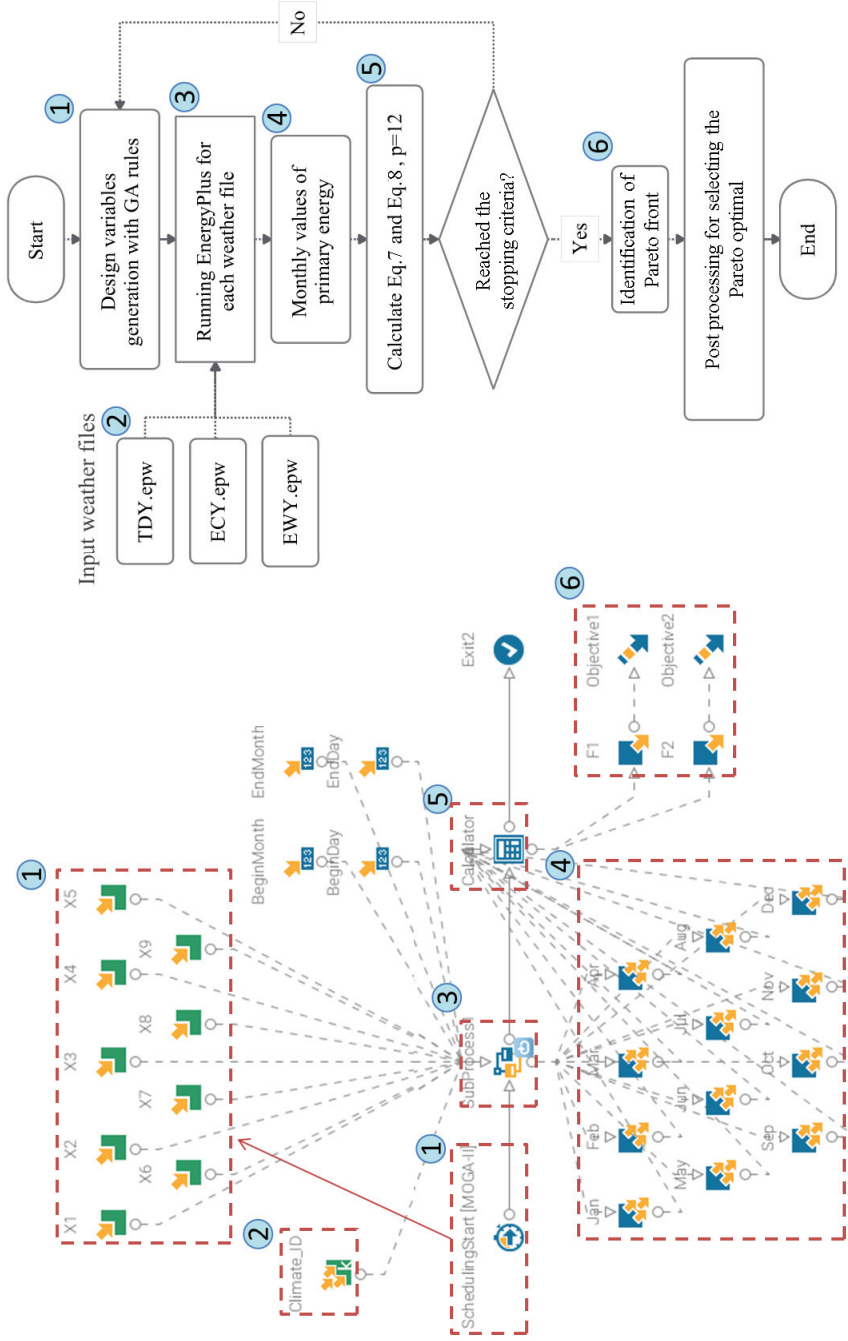 1
X1 X2 X3 X4 X5
X6 X7 X8 X9
2
Climate_ID
BeginMonth EndMonth
123 123
BeginDay EndDay
123 123
1 3 5
SchedulingStart [MOGA-II] SubProcess1 Calculator Exit2
4
6
Jan Feb Mar Apr
May Jun Jul Aug
Sep Oct Nov Dec
F1 Objective1
F2 Objective2
Start
1
Design variables
generation with GA rules
Input weather files
2
TDY.epw
ECY.epw
EWY.epw
3
Running EnergyPlus for
each weather file
4
Monthly values of
primary energy
5
Calculate Eq.7 and Eq.8, p=12
Reached the
stopping criteria?
No
Yes
6
Identification of
Pareto front
Post processing for selecting the
Pareto optimal
End